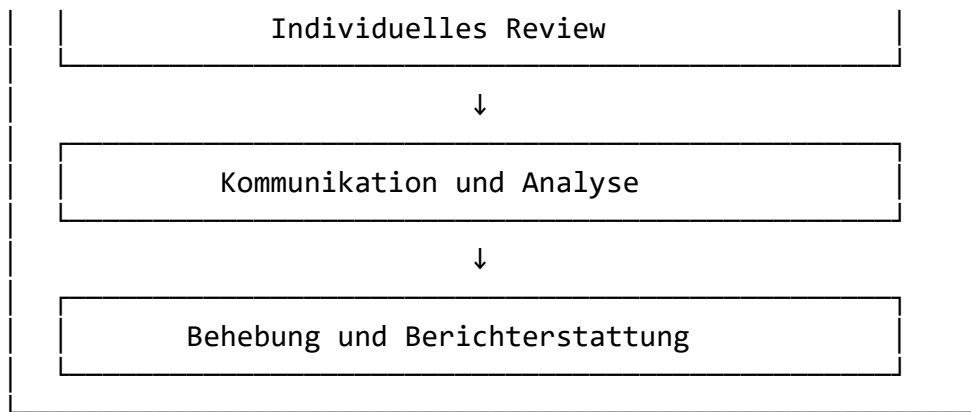 Individuelles Review
↓
Kommunikation und Analyse
↓
Behebung und Berichterstattung